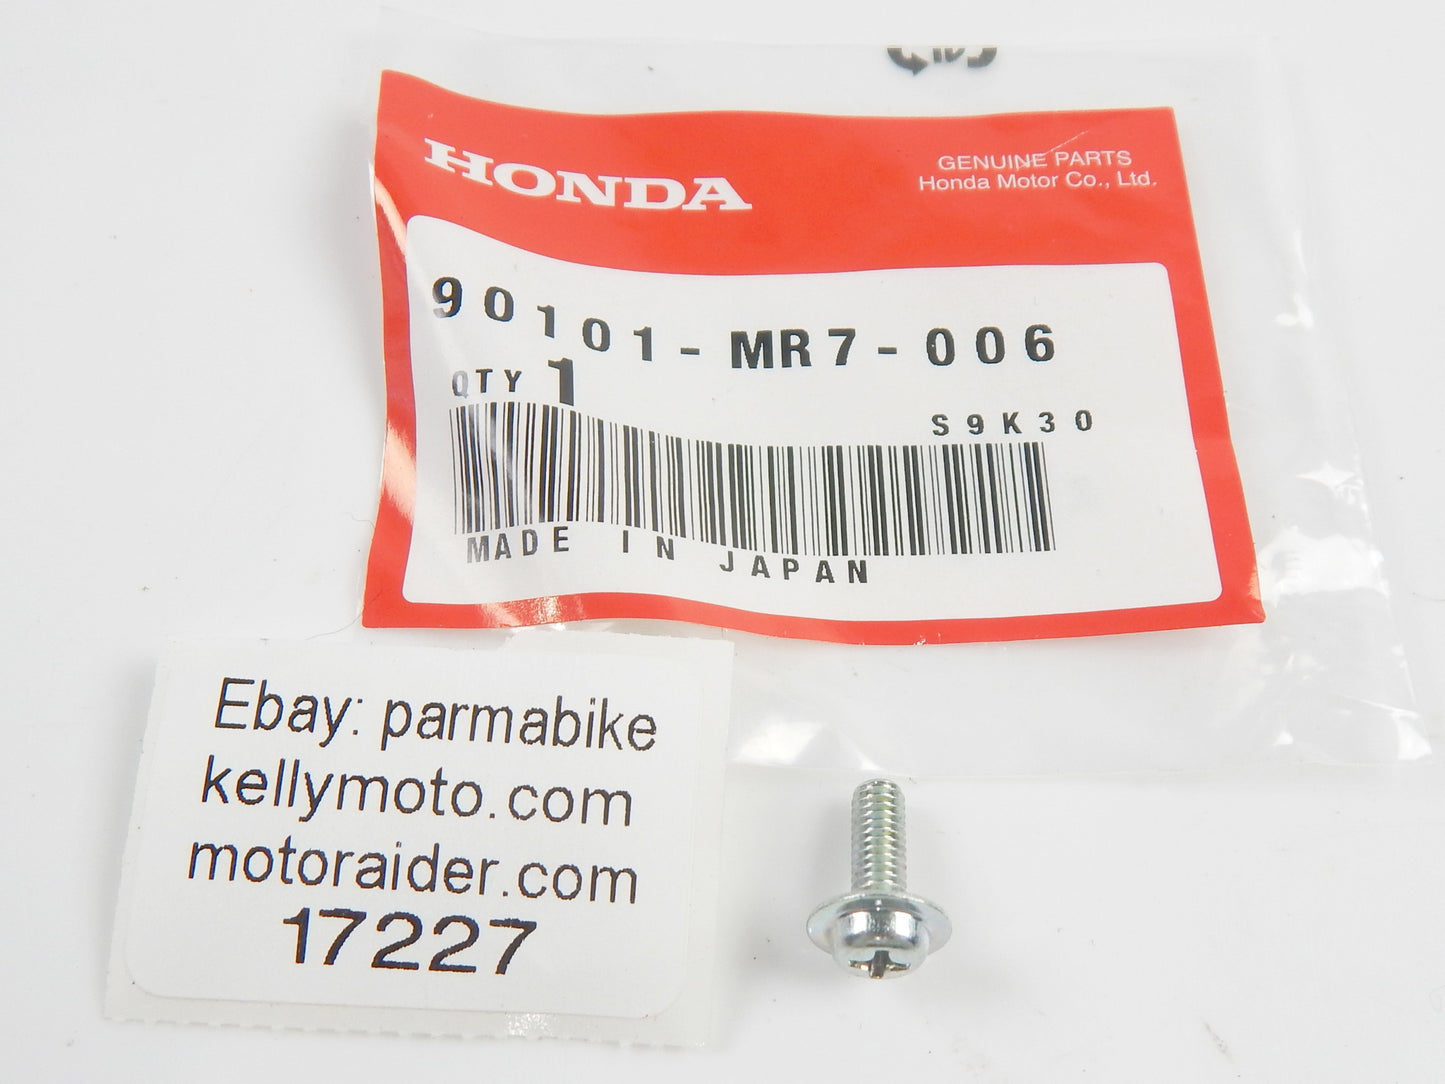 HONDA
GENUINE PARTS
Honda Motor Co., Ltd.
90101-MR7-006
QTY 1
S9K30
MADE IN JAPAN
Ebay: parmabike
kellymoto.com
motoraider.com
17227